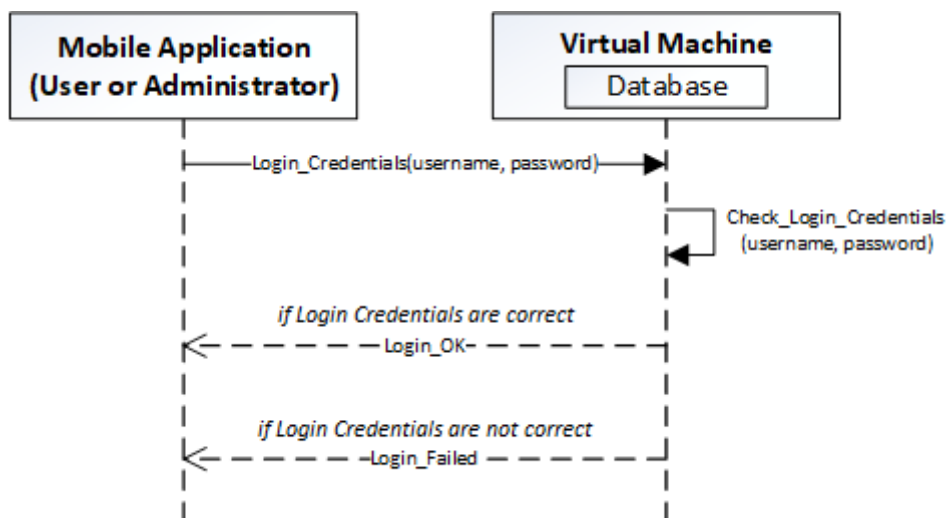 Mobile Application
(User or Administrator)
Virtual Machine
Database
Login_Credentials(username, password)
Check_Login_Credentials
(username, password)
if Login Credentials are correct
Login_OK
if Login Credentials are not correct
Login_Failed